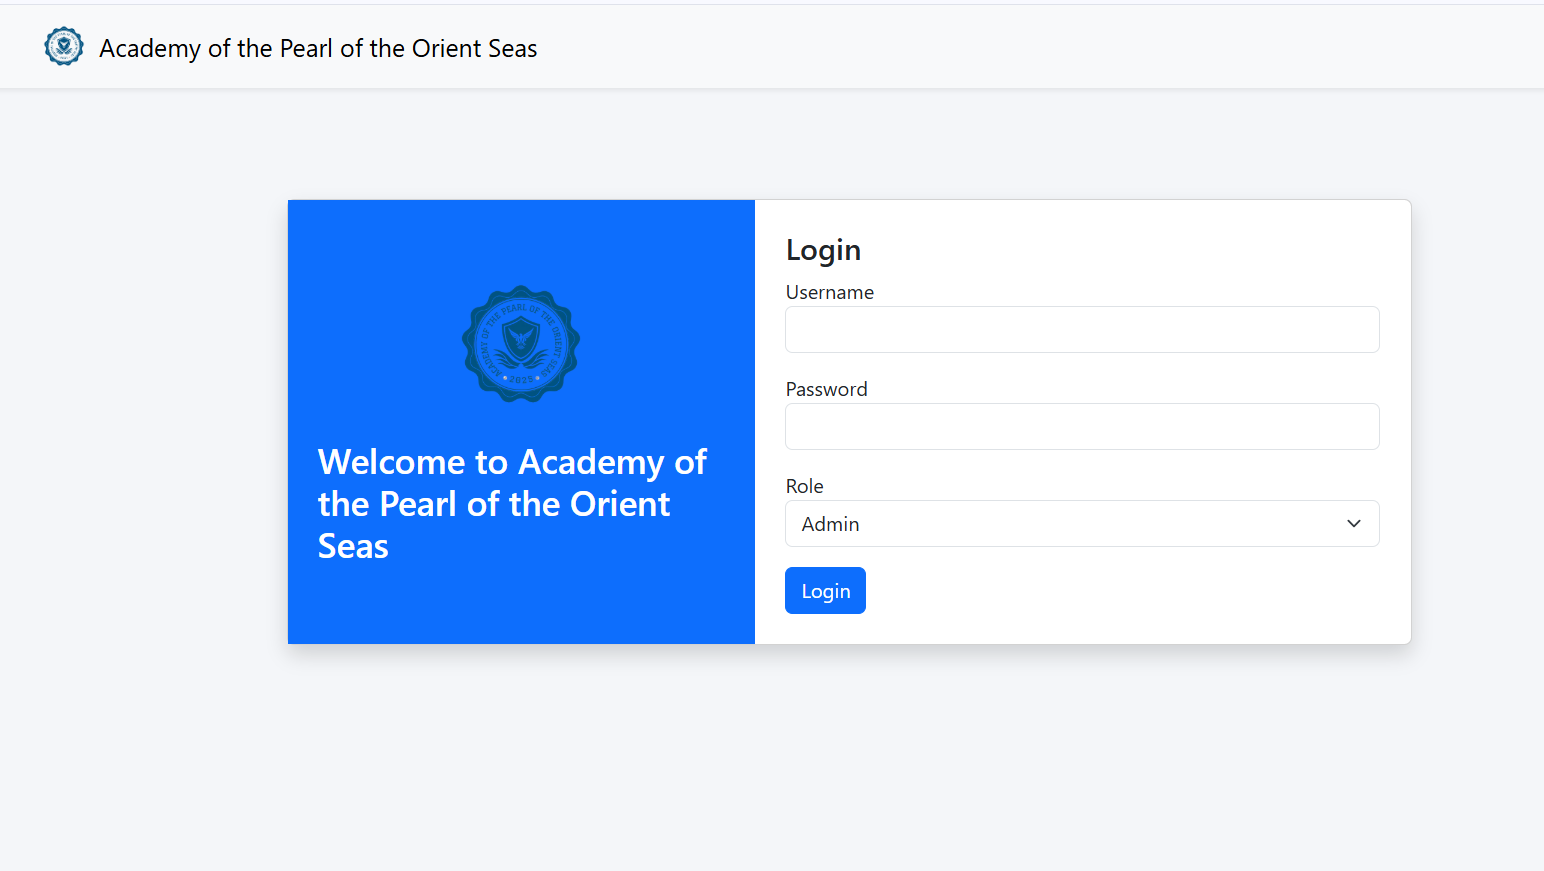 Academy of the Pearl of the Orient Seas
ACADEMY OF THE PEARL OF THE ORIENT SEAS
2025
Welcome to Academy of
the Pearl of the Orient
Seas
Login
Username
Password
Role
Admin
Login